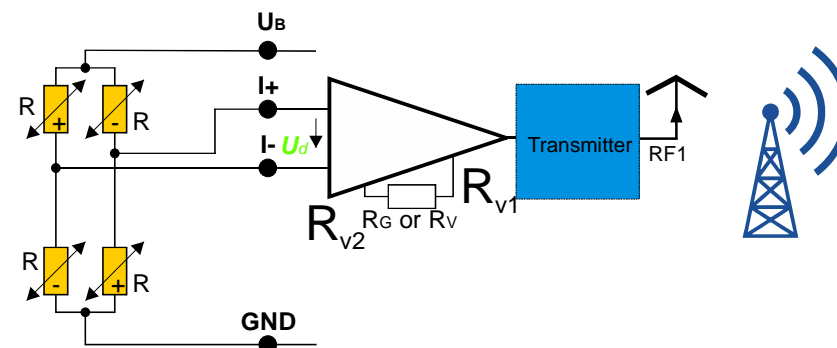 UB
I+
R
+
-
R
I- Ud
Transmitter
RF1
Rv1
RG or RV
Rv2
R
-
+
R
GND